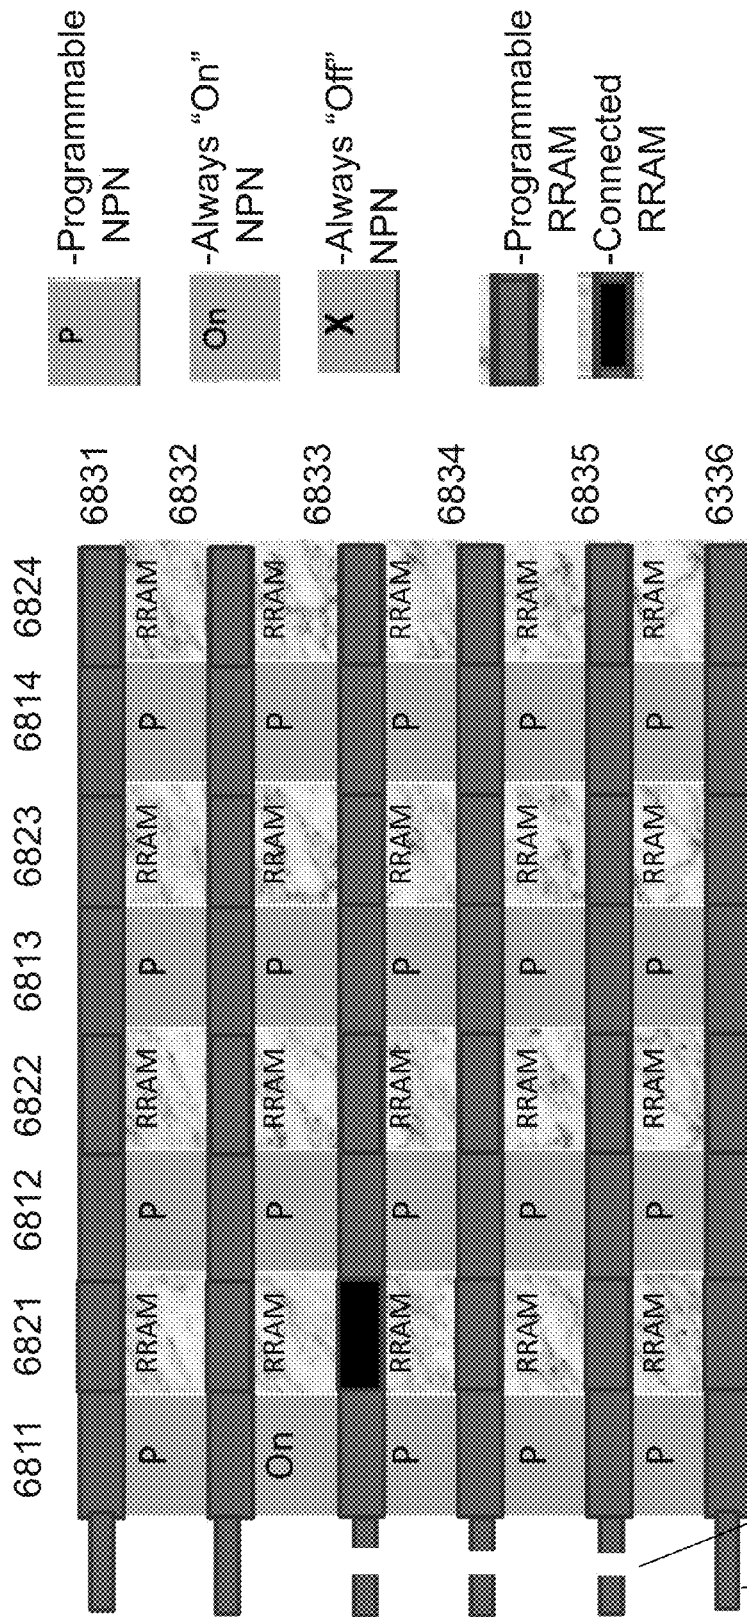 6811 6821 6812 6822 6813 6823 6814 6824
6831
P RRAM P RRAM P RRAM P RRAM
6832
On RRAM P RRAM P RRAM P RRAM
6833
P RRAM P RRAM P RRAM P RRAM
6834
P RRAM P RRAM P RRAM P RRAM
6835
P RRAM P RRAM P RRAM P RRAM
6336
P -Programmable
NPN
On -Always “On”
NPN
X -Always “Off”
NPN
-Programmable
RRAM
-Connected
RRAM